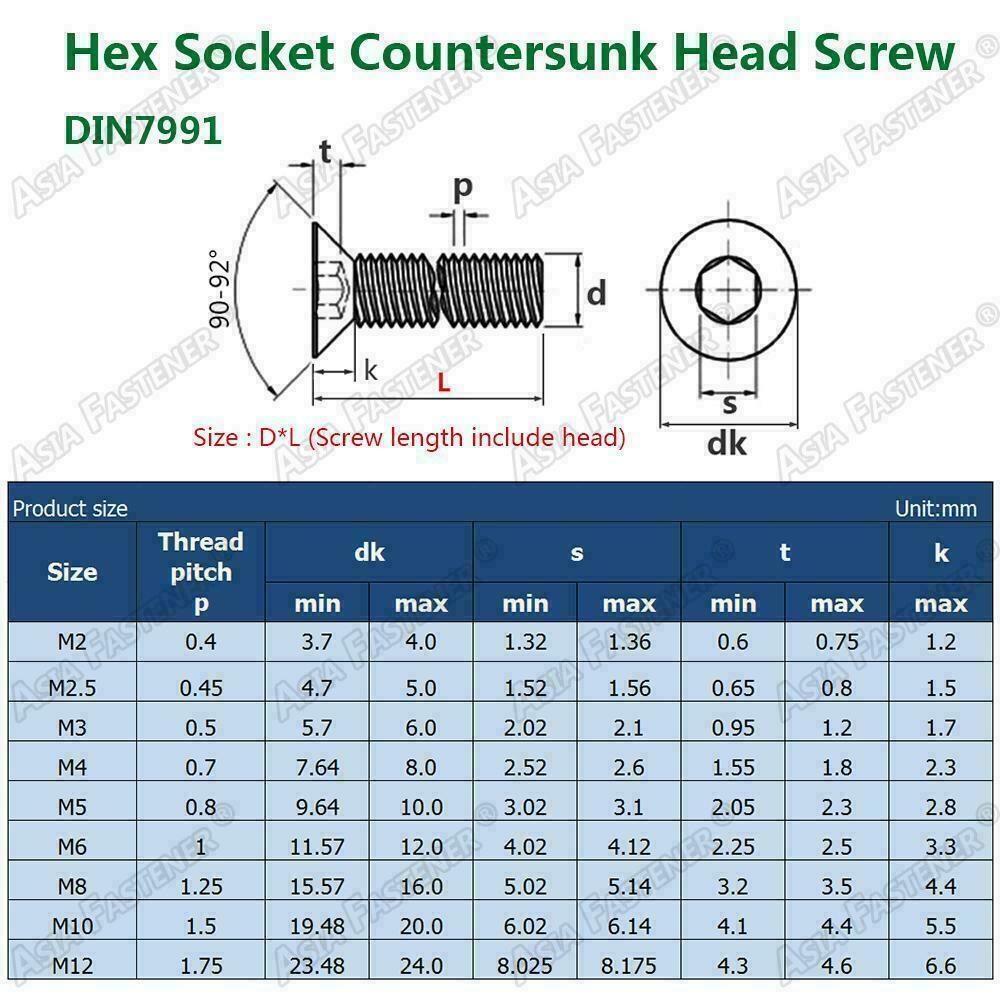 Hex Socket Countersunk Head Screw
DIN7991
t
p
90-92°
d
k
L
s
dk
Size : D*L (Screw length include head)
Product size Unit:mm
Size Thread pitch p dk s t k
min max min max min max max
M2 0.4 3.7 4.0 1.32 1.36 0.6 0.75 1.2
M2.5 0.45 4.7 5.0 1.52 1.56 0.65 0.8 1.5
M3 0.5 5.7 6.0 2.02 2.1 0.95 1.2 1.7
M4 0.7 7.64 8.0 2.52 2.6 1.55 1.8 2.3
M5 0.8 9.64 10.0 3.02 3.1 2.05 2.3 2.8
M6 1 11.57 12.0 4.02 4.12 2.25 2.5 3.3
M8 1.25 15.57 16.0 5.02 5.14 3.2 3.5 4.4
M10 1.5 19.48 20.0 6.02 6.14 4.1 4.4 5.5
M12 1.75 23.48 24.0 8.025 8.175 4.3 4.6 6.6
ASIA FASTENER ®